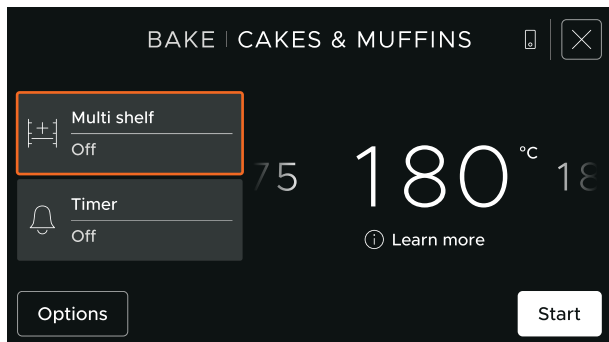 BAKE | CAKES & MUFFINS
Multi shelf
Off
75
180 °C
18
Timer
Off
Learn more
Options
Start